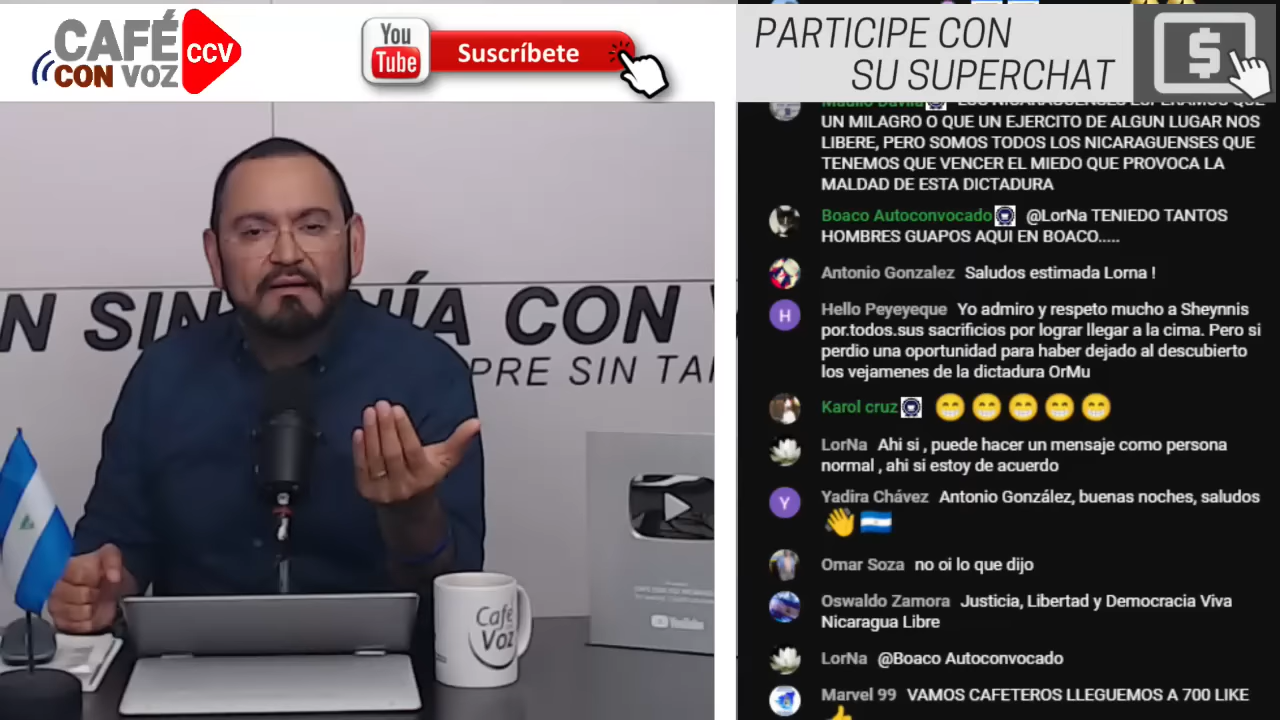 CAFÉ
CON VOZ
CCV
You
Tube
Suscríbete
PARTICIPE CON
SU SUPERCHAT
$
N SIN
ÍA CON
PRE SIN TA
Café
Voz
YouTube
Maullo Davila LOS NICARAGUENSES ESPERAMOS QUE
UN MILAGRO O QUE UN EJERCITO DE ALGUN LUGAR NOS
LIBERE, PERO SOMOS TODOS LOS NICARAGUENSES QUE
TENEMOS QUE VENCER EL MIEDO QUE PROVOCA LA
MALDAD DE ESTA DICTADURA
Boaco Autoconvocado @LorNa TENIEDO TANTOS
HOMBRES GUAPOS AQUI EN BOACO.....
Antonio Gonzalez Saludos estimada Lorna !
H
Hello Peyeyeque Yo admiro y respeto mucho a Sheynnis
por.todos.sus sacrificios por lograr llegar a la cima. Pero si
perdio una oportunidad para haber dejado al descubierto
los vejamenes de la dictadura OrMu
Karol cruz 😁😁😁😁😁
LorNa Ahi si , puede hacer un mensaje como persona
normal , ahi si estoy de acuerdo
Y
Yadira Chávez Antonio González, buenas noches, saludos
👋🇳🇮
Omar Soza no oi lo que dijo
Oswaldo Zamora Justicia, Libertad y Democracia Viva
Nicaragua Libre
LorNa @Boaco Autoconvocado
Marvel 99 VAMOS CAFETEROS LLEGUEMOS A 700 LIKE